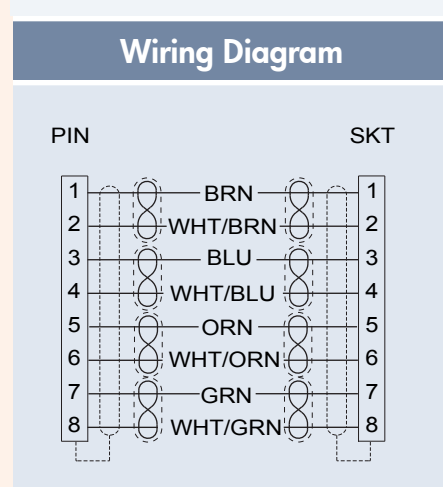 Wiring Diagram
PIN SKT
1 BRN 1
2 WHT/BRN 2
3 BLU 3
4 WHT/BLU 4
5 ORN 5
6 WHT/ORN 6
7 GRN 7
8 WHT/GRN 8